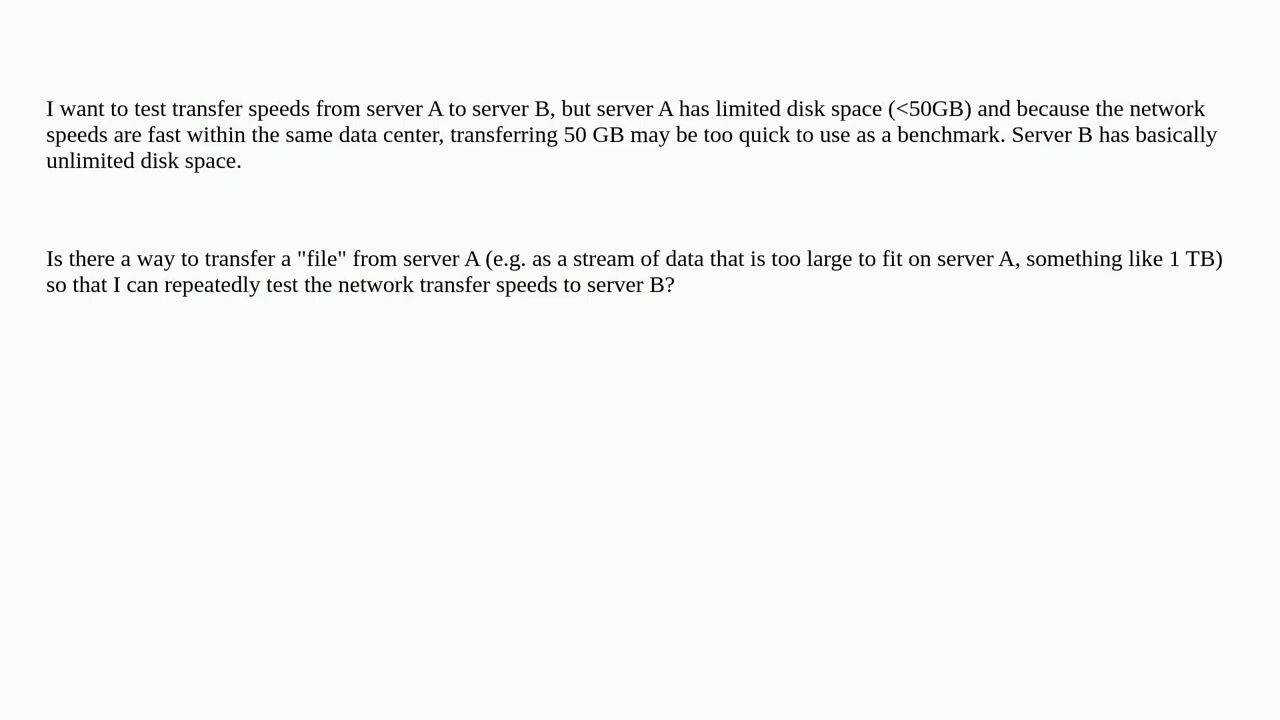 I want to test transfer speeds from server A to server B, but server A has limited disk space (<50GB) and because the network
speeds are fast within the same data center, transferring 50 GB may be too quick to use as a benchmark. Server B has basically
unlimited disk space.
Is there a way to transfer a "file" from server A (e.g. as a stream of data that is too large to fit on server A, something like 1 TB)
so that I can repeatedly test the network transfer speeds to server B?